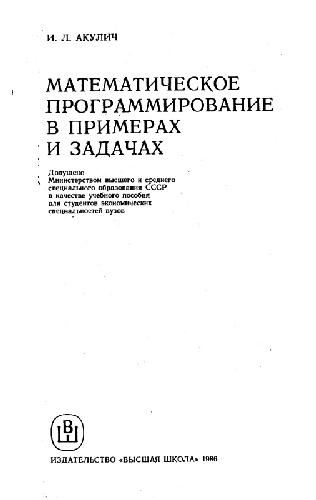 И. Л. АКУЛИЧ
МАТЕМАТИЧЕСКОЕ
ПРОГРАММИРОВАНИЕ
В ПРИМЕРАХ
И ЗАДАЧАХ
Допущено
Министерством высшего и среднего
специального образования СССР
в качестве учебного пособия
для студентов экономических
специальностей вузов
ВШ
ИЗДАТЕЛЬСТВО «ВЫСШАЯ ШКОЛА» 1986